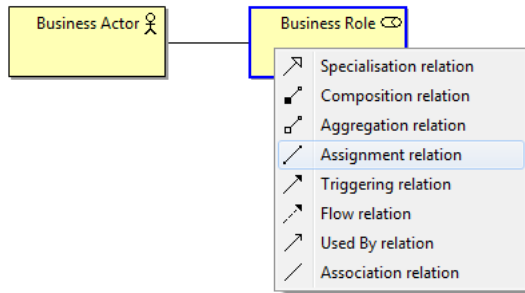 Business Actor
Business Role
Specialisation relation
Composition relation
Aggregation relation
Assignment relation
Triggering relation
Flow relation
Used By relation
Association relation